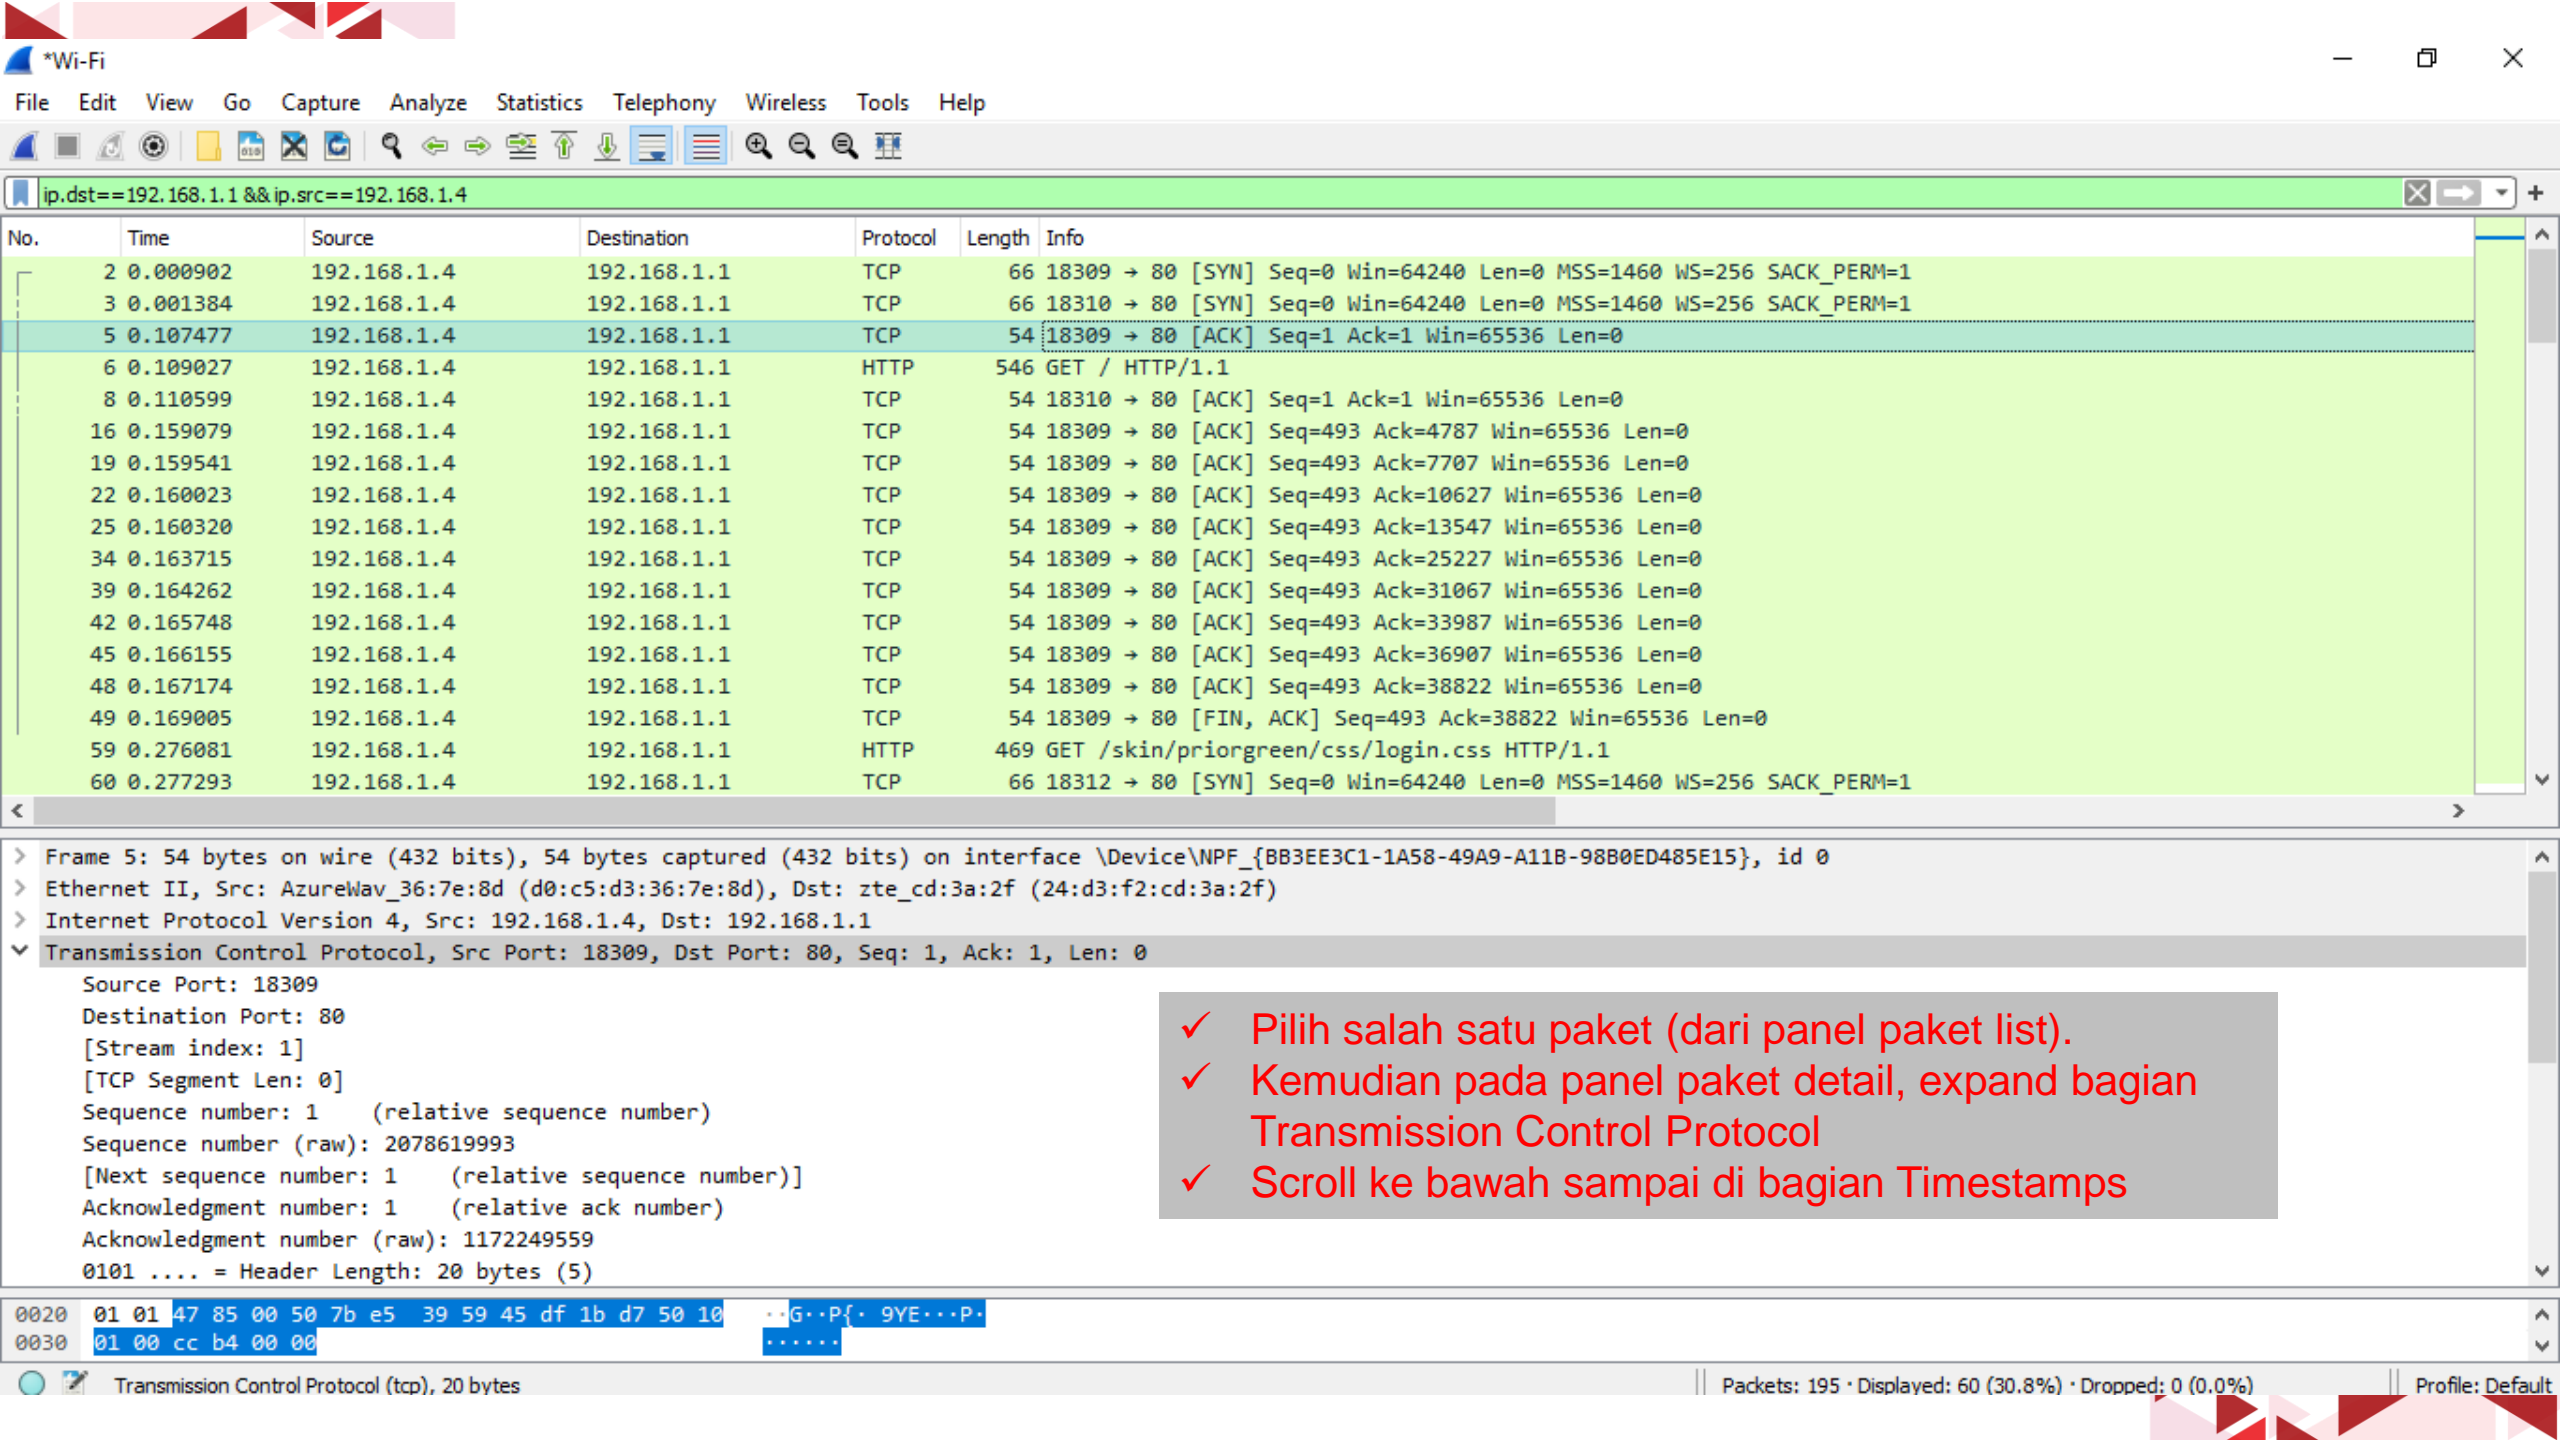 *Wi-Fi
File Edit View Go Capture Analyze Statistics Telephony Wireless Tools Help
ip.dst==192.168.1.1 && ip.src==192.168.1.4
No. Time Source Destination Protocol Length Info
2 0.000902 192.168.1.4 192.168.1.1 TCP 66 18309 → 80 [SYN] Seq=0 Win=64240 Len=0 MSS=1460 WS=256 SACK_PERM=1
3 0.001384 192.168.1.4 192.168.1.1 TCP 66 18310 → 80 [SYN] Seq=0 Win=64240 Len=0 MSS=1460 WS=256 SACK_PERM=1
5 0.107477 192.168.1.4 192.168.1.1 TCP 54 18309 → 80 [ACK] Seq=1 Ack=1 Win=65536 Len=0
6 0.109027 192.168.1.4 192.168.1.1 HTTP 546 GET / HTTP/1.1
8 0.110599 192.168.1.4 192.168.1.1 TCP 54 18310 → 80 [ACK] Seq=1 Ack=1 Win=65536 Len=0
16 0.159079 192.168.1.4 192.168.1.1 TCP 54 18309 → 80 [ACK] Seq=493 Ack=4787 Win=65536 Len=0
19 0.159541 192.168.1.4 192.168.1.1 TCP 54 18309 → 80 [ACK] Seq=493 Ack=7707 Win=65536 Len=0
22 0.160023 192.168.1.4 192.168.1.1 TCP 54 18309 → 80 [ACK] Seq=493 Ack=10627 Win=65536 Len=0
25 0.160320 192.168.1.4 192.168.1.1 TCP 54 18309 → 80 [ACK] Seq=493 Ack=13547 Win=65536 Len=0
34 0.163715 192.168.1.4 192.168.1.1 TCP 54 18309 → 80 [ACK] Seq=493 Ack=25227 Win=65536 Len=0
39 0.164262 192.168.1.4 192.168.1.1 TCP 54 18309 → 80 [ACK] Seq=493 Ack=31067 Win=65536 Len=0
42 0.165748 192.168.1.4 192.168.1.1 TCP 54 18309 → 80 [ACK] Seq=493 Ack=33987 Win=65536 Len=0
45 0.166155 192.168.1.4 192.168.1.1 TCP 54 18309 → 80 [ACK] Seq=493 Ack=36907 Win=65536 Len=0
48 0.167174 192.168.1.4 192.168.1.1 TCP 54 18309 → 80 [ACK] Seq=493 Ack=38822 Win=65536 Len=0
49 0.169005 192.168.1.4 192.168.1.1 TCP 54 18309 → 80 [FIN, ACK] Seq=493 Ack=38822 Win=65536 Len=0
59 0.276081 192.168.1.4 192.168.1.1 HTTP 469 GET /skin/priorgreen/css/login.css HTTP/1.1
60 0.277293 192.168.1.4 192.168.1.1 TCP 66 18312 → 80 [SYN] Seq=0 Win=64240 Len=0 MSS=1460 WS=256 SACK_PERM=1
Frame 5: 54 bytes on wire (432 bits), 54 bytes captured (432 bits) on interface \Device\NPF_{BB3EE3C1-1A58-49A9-A11B-98B0ED485E15}, id 0
Ethernet II, Src: AzureWav_36:7e:8d (d0:c5:d3:36:7e:8d), Dst: zte_cd:3a:2f (24:d3:f2:cd:3a:2f)
Internet Protocol Version 4, Src: 192.168.1.4, Dst: 192.168.1.1
Transmission Control Protocol, Src Port: 18309, Dst Port: 80, Seq: 1, Ack: 1, Len: 0
Source Port: 18309
Destination Port: 80
[Stream index: 1]
[TCP Segment Len: 0]
Sequence number: 1 (relative sequence number)
Sequence number (raw): 2078619993
[Next sequence number: 1 (relative sequence number)]
Acknowledgment number: 1 (relative ack number)
Acknowledgment number (raw): 1172249559
0101 .... = Header Length: 20 bytes (5)
✓ Pilih salah satu paket (dari panel paket list).
✓ Kemudian pada panel paket detail, expand bagian
Transmission Control Protocol
✓ Scroll ke bawah sampai di bagian Timestamps
0020 01 01 47 85 00 50 7b e5 39 59 45 df 1b d7 50 10 ··G··P{· 9YE···P·
0030 01 00 cc b4 00 00 ······
Transmission Control Protocol (tcp), 20 bytes
Packets: 195 · Displayed: 60 (30.8%) · Dropped: 0 (0.0%)
Profile: Default